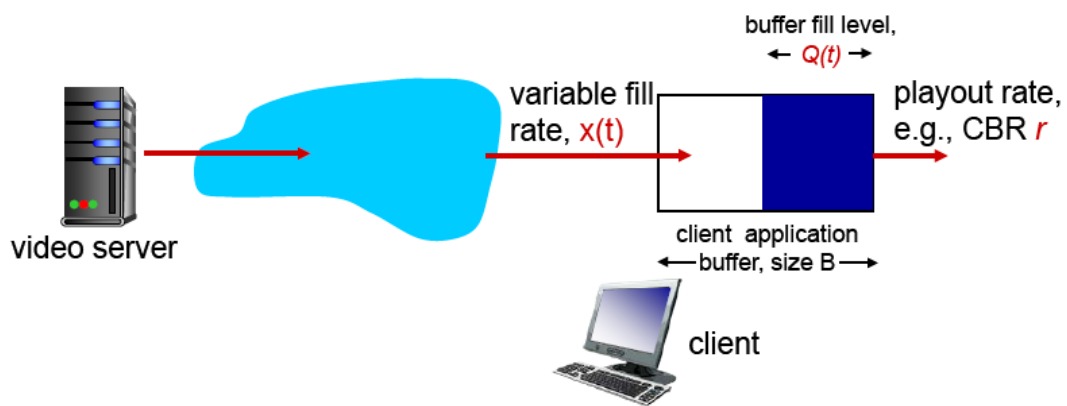 buffer fill level,
Q(t)
variable fill
rate, x(t)
playout rate,
e.g., CBR r
video server
client application
buffer, size B
client